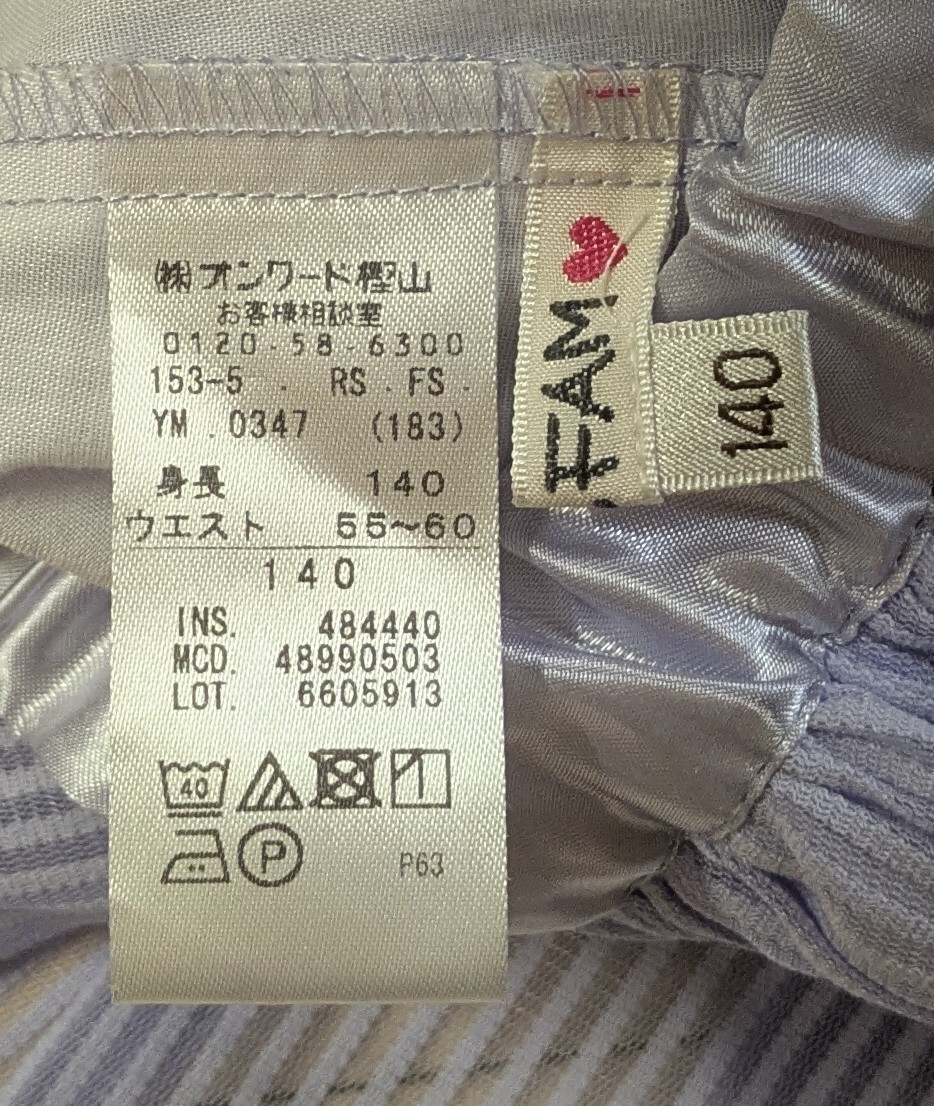 ㈱オンワード樫山
お客様相談室
0120-58-6300
153-5 . RS . FS .
YM . 0347 (183)
身長 140
ウエスト 55～60
140
INS. 484440
MCD. 48990503
LOT. 6605913
40
P
P63
FAM
140